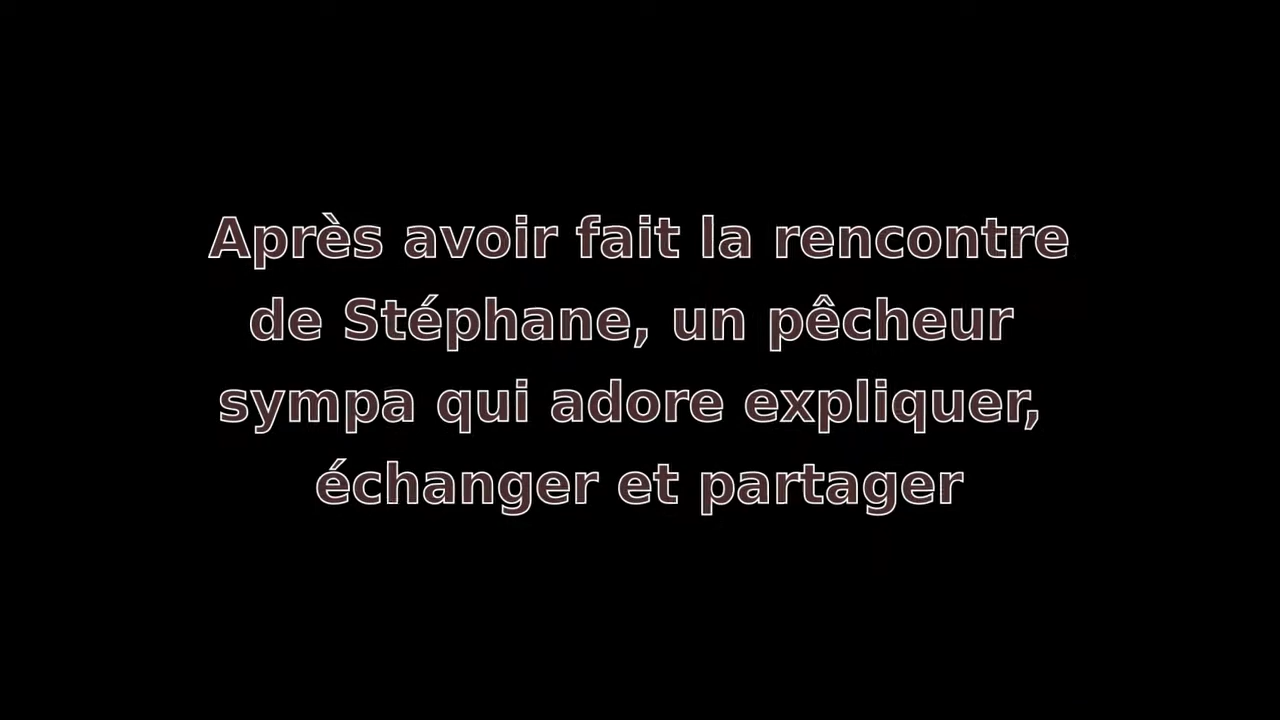 Après avoir fait la rencontre
de Stéphane, un pêcheur
sympa qui adore expliquer,
échanger et partager